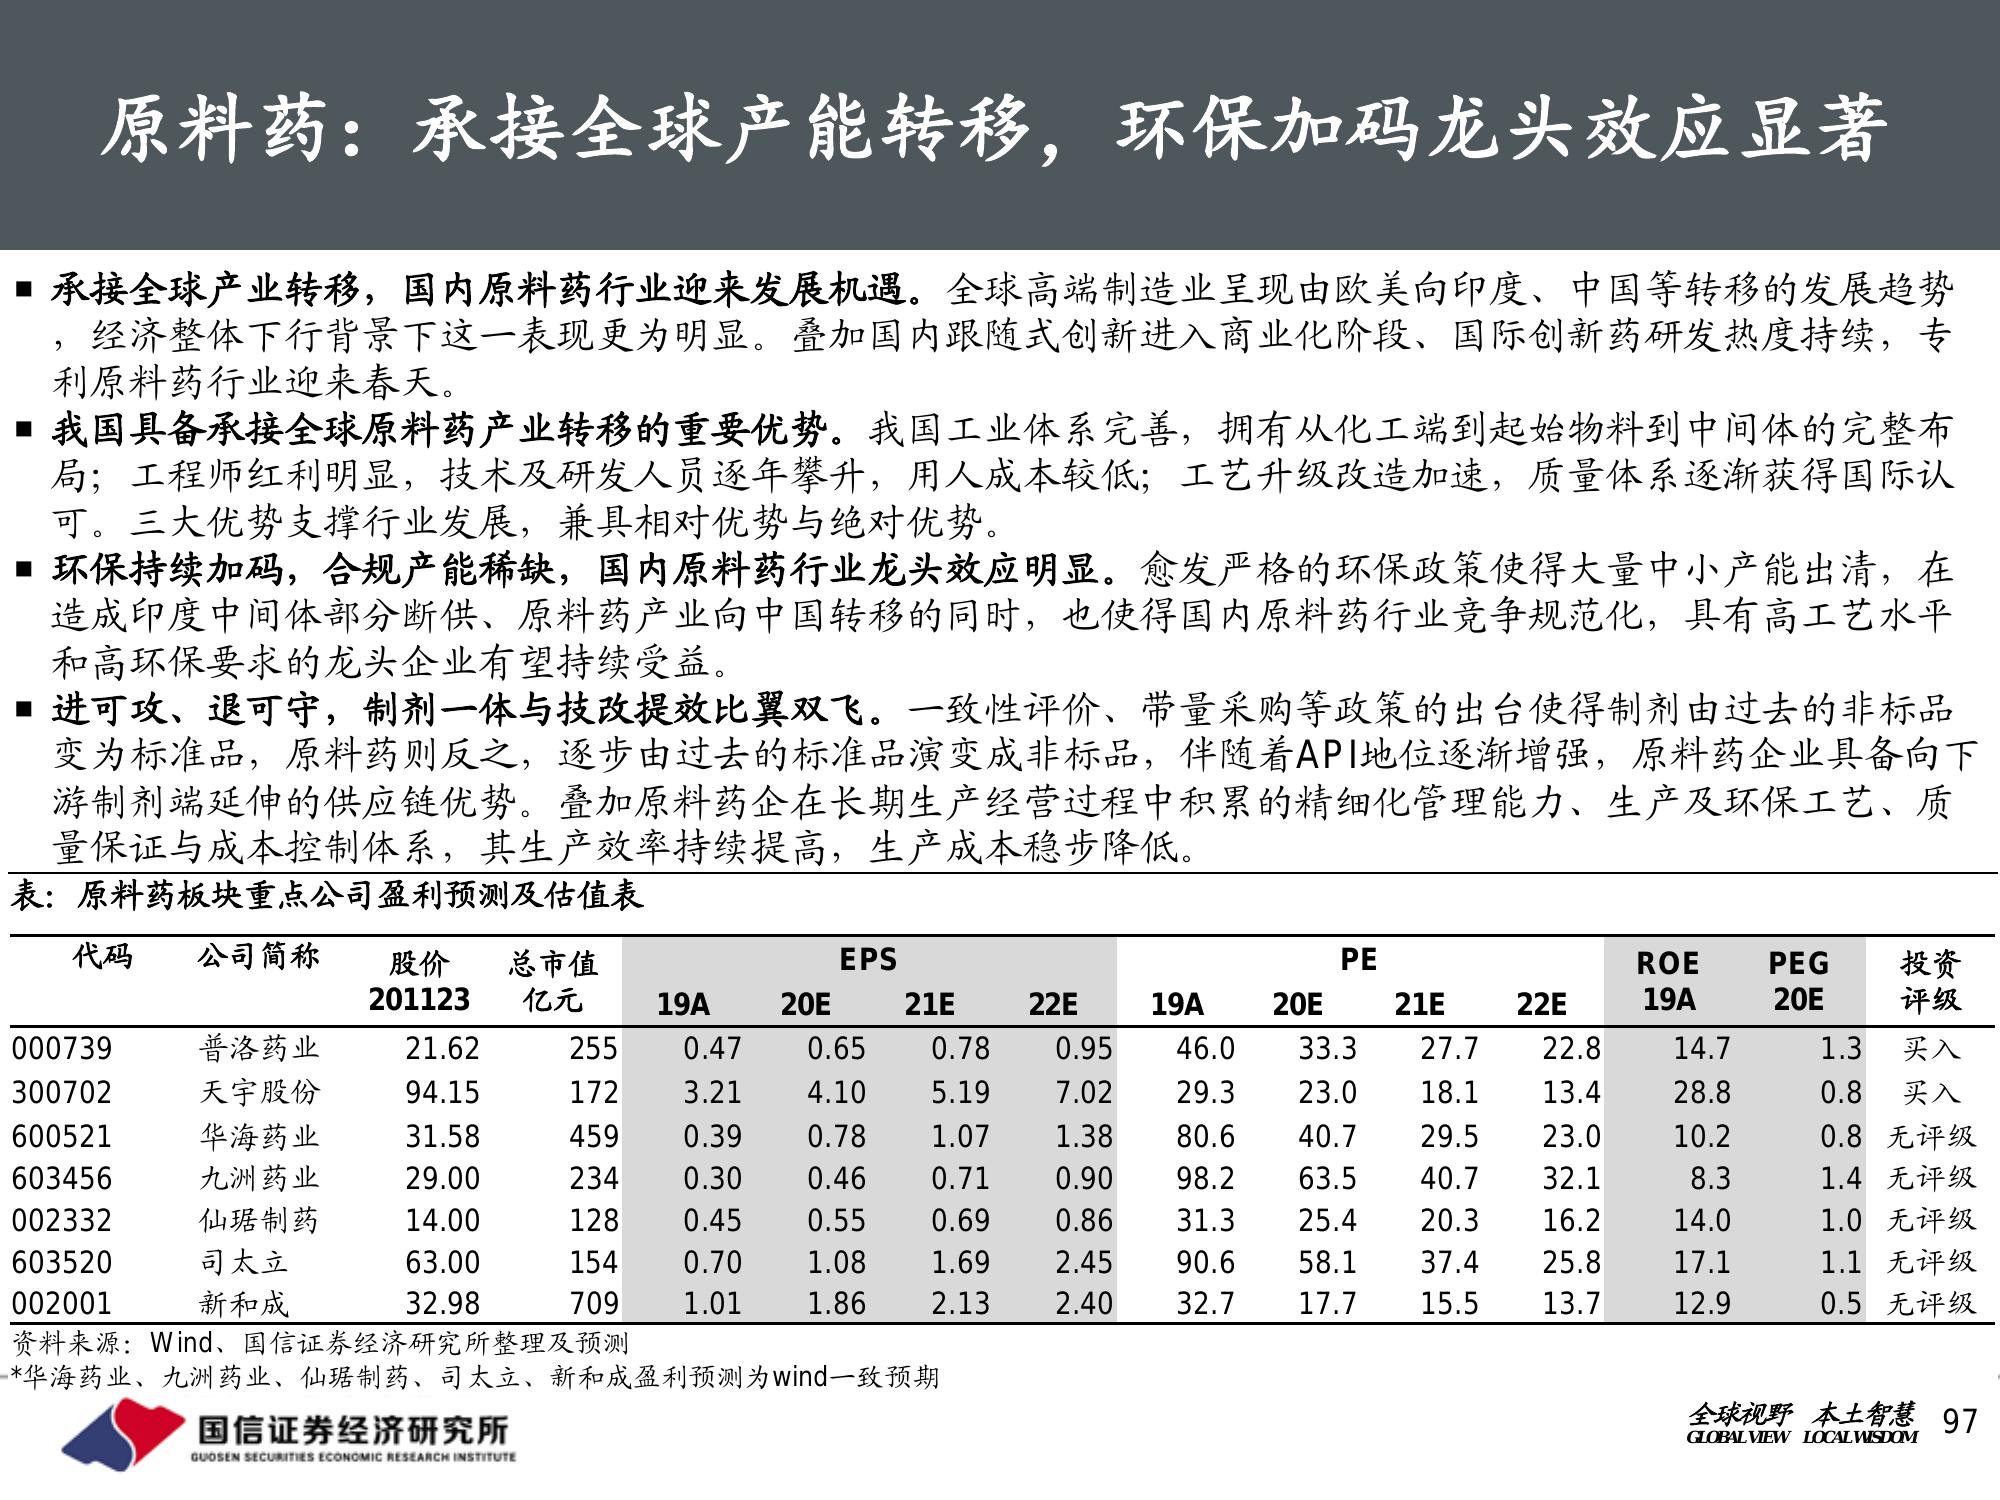 原料药：承接全球产能转移，环保加码龙头效应显著
▪ 承接全球产业转移，国内原料药行业迎来发展机遇。全球高端制造业呈现由欧美向印度、中国等转移的发展趋势
，经济整体下行背景下这一表现更为明显。叠加国内跟随式创新进入商业化阶段、国际创新药研发热度持续，专
利原料药行业迎来春天。
▪ 我国具备承接全球原料药产业转移的重要优势。我国工业体系完善，拥有从化工端到起始物料到中间体的完整布
局；工程师红利明显，技术及研发人员逐年攀升，用人成本较低；工艺升级改造加速，质量体系逐渐获得国际认
可。三大优势支撑行业发展，兼具相对优势与绝对优势。
▪ 环保持续加码，合规产能稀缺，国内原料药行业龙头效应明显。愈发严格的环保政策使得大量中小产能出清，在
造成印度中间体部分断供、原料药产业向中国转移的同时，也使得国内原料药行业竞争规范化，具有高工艺水平
和高环保要求的龙头企业有望持续受益。
▪ 进可攻、退可守，制剂一体与技改提效比翼双飞。一致性评价、带量采购等政策的出台使得制剂由过去的非标品
变为标准品，原料药则反之，逐步由过去的标准品演变成非标品，伴随着API地位逐渐增强，原料药企业具备向下
游制剂端延伸的供应链优势。叠加原料药企在长期生产经营过程中积累的精细化管理能力、生产及环保工艺、质
量保证与成本控制体系，其生产效率持续提高，生产成本稳步降低。
表：原料药板块重点公司盈利预测及估值表
代码 公司简称 股价 总市值 EPS PE ROE PEG 投资
201123 亿元 19A 20E 21E 22E 19A 20E 21E 22E 19A 20E 评级
000739 普洛药业 21.62 255 0.47 0.65 0.78 0.95 46.0 33.3 27.7 22.8 14.7 1.3 买入
300702 天宇股份 94.15 172 3.21 4.10 5.19 7.02 29.3 23.0 18.1 13.4 28.8 0.8 买入
600521 华海药业 31.58 459 0.39 0.78 1.07 1.38 80.6 40.7 29.5 23.0 10.2 0.8 无评级
603456 九洲药业 29.00 234 0.30 0.46 0.71 0.90 98.2 63.5 40.7 32.1 8.3 1.4 无评级
002332 仙琚制药 14.00 128 0.45 0.55 0.69 0.86 31.3 25.4 20.3 16.2 14.0 1.0 无评级
603520 司太立 63.00 154 0.70 1.08 1.69 2.45 90.6 58.1 37.4 25.8 17.1 1.1 无评级
002001 新和成 32.98 709 1.01 1.86 2.13 2.40 32.7 17.7 15.5 13.7 12.9 0.5 无评级
资料来源：Wind、国信证券经济研究所整理及预测
*华海药业、九洲药业、仙琚制药、司太立、新和成盈利预测为wind一致预期
国信证券经济研究所
GUOSEN SECURITIES ECONOMIC RESEARCH INSTITUTE
全球视野 本土智慧
GLOBAL VIEW LOCAL WISDOM
97